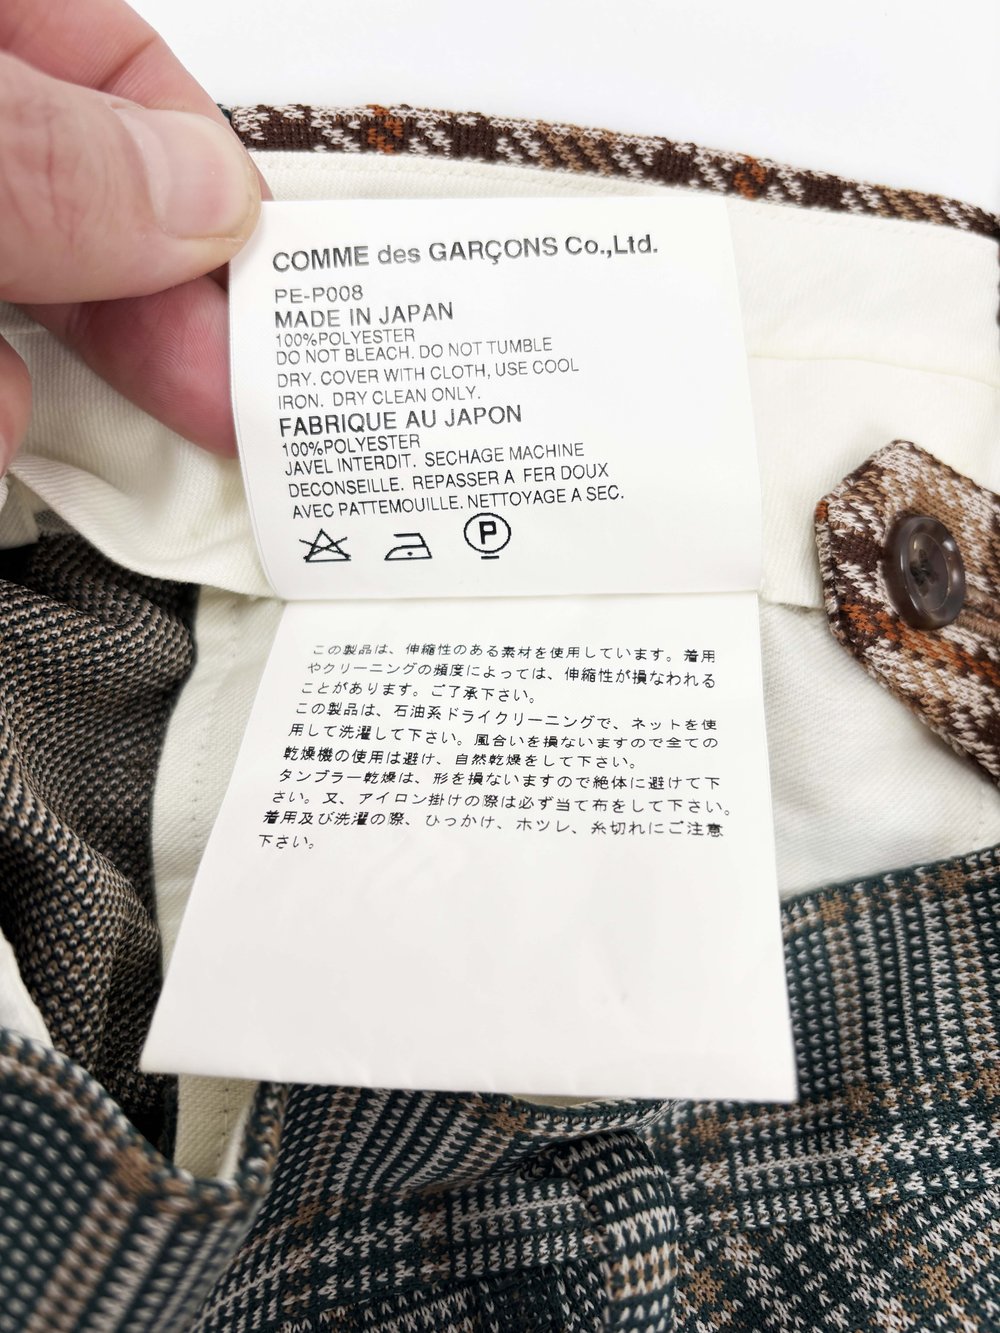 COMME des GARÇONS Co.,Ltd.
PE-P008
MADE IN JAPAN
100%POLYESTER
DO NOT BLEACH. DO NOT TUMBLE
DRY. COVER WITH CLOTH, USE COOL
IRON. DRY CLEAN ONLY.
FABRIQUE AU JAPON
100%POLYESTER
JAVEL INTERDIT. SECHAGE MACHINE
DECONSEILLE. REPASSER A FER DOUX
AVEC PATTEMOUILLE. NETTOYAGE A SEC.
P
この製品は、伸縮性のある素材を使用しています。着用
やクリーニングの頻度によっては、伸縮性が損なわれる
ことがあります。ご了承下さい。
この製品は、石油系ドライクリーニングで、ネットを使
用して洗濯して下さい。風合いを損ないますので全ての
乾燥機の使用は避け、自然乾燥をして下さい。
タンブラー乾燥は、形を損ないますので絶体に避けて下
さい。又、アイロン掛けの際は必ず当て布をして下さい。
着用及び洗濯の際、ひっかけ、ホツレ、糸切れにご注意
下さい。